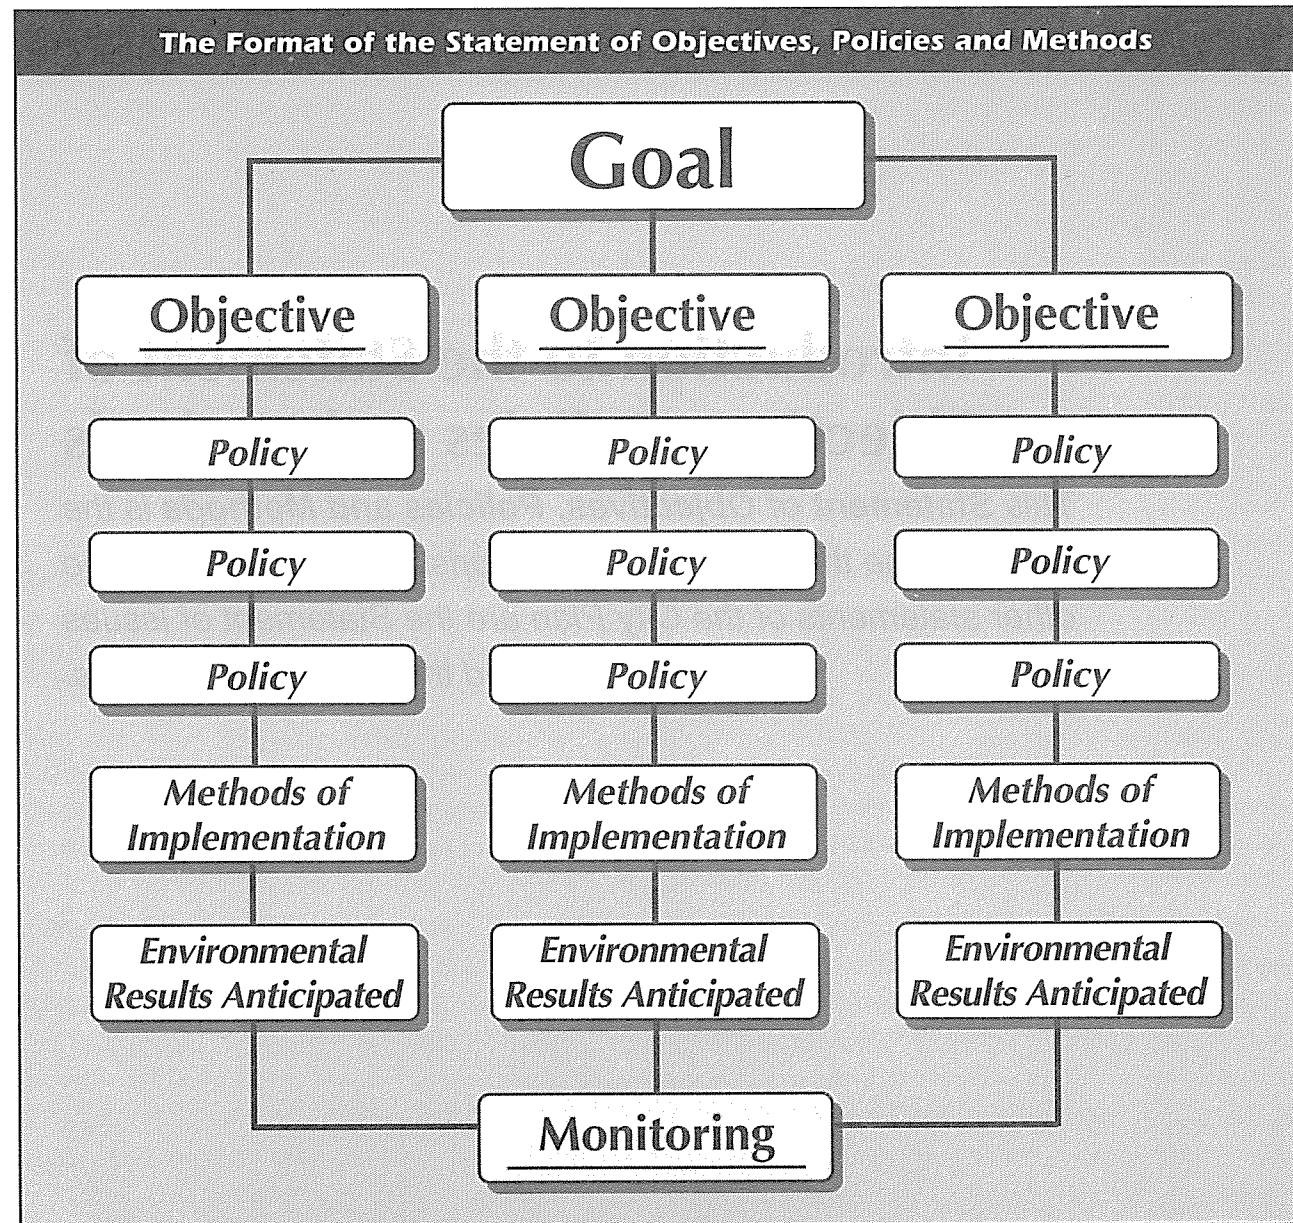 The Format of the Statement of Objectives, Policies and Methods
Goal
Objective
Objective
Objective
Policy
Policy
Policy
Policy
Policy
Policy
Policy
Policy
Policy
Methods of
Implementation
Methods of
Implementation
Methods of
Implementation
Environmental
Results Anticipated
Environmental
Results Anticipated
Environmental
Results Anticipated
Monitoring